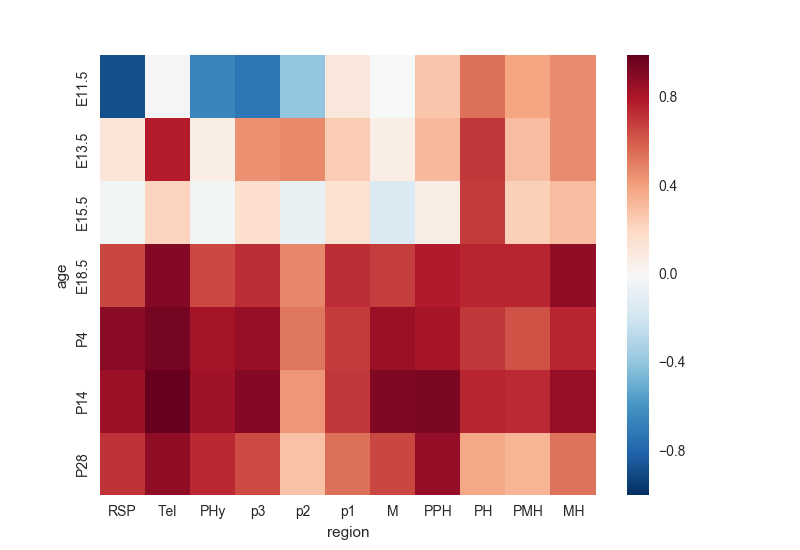 E11.5
E13.5
E15.5
E18.5
P4
P14
P28
age
RSP Tel PHy p3 p2 p1 M PPH PH PMH MH
region
0.8
0.4
0.0
−0.4
−0.8